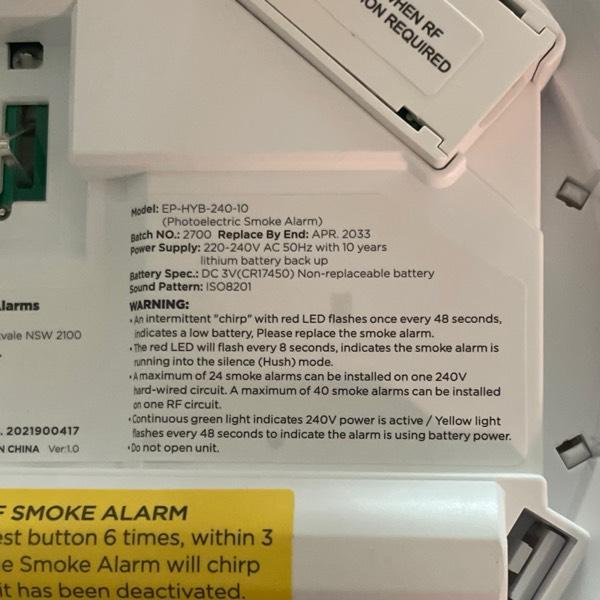 WHEN RF
ION REQUIRED
Model: EP-HYB-240-10
(Photoelectric Smoke Alarm)
Batch NO.: 2700 Replace By End: APR. 2033
Power Supply: 220-240V AC 50Hz with 10 years
lithium battery back up
Battery Spec.: DC 3V(CR17450) Non-replaceable battery
Sound Pattern: ISO8201
WARNING:
•An intermittent "chirp" with red LED flashes once every 48 seconds,
indicates a low battery, Please replace the smoke alarm.
•The red LED will flash every 8 seconds, indicates the smoke alarm is
running into the silence (Hush) mode.
•A maximum of 24 smoke alarms can be installed on one 240V
hard-wired circuit. A maximum of 40 smoke alarms can be installed
on one RF circuit.
•Continuous green light indicates 240V power is active / Yellow light
flashes every 48 seconds to indicate the alarm is using battery power.
•Do not open unit.
larms
vale NSW 2100
. 2021900417
N CHINA Ver:1.0
F SMOKE ALARM
est button 6 times, within 3
e Smoke Alarm will chirp
it has been deactivated.